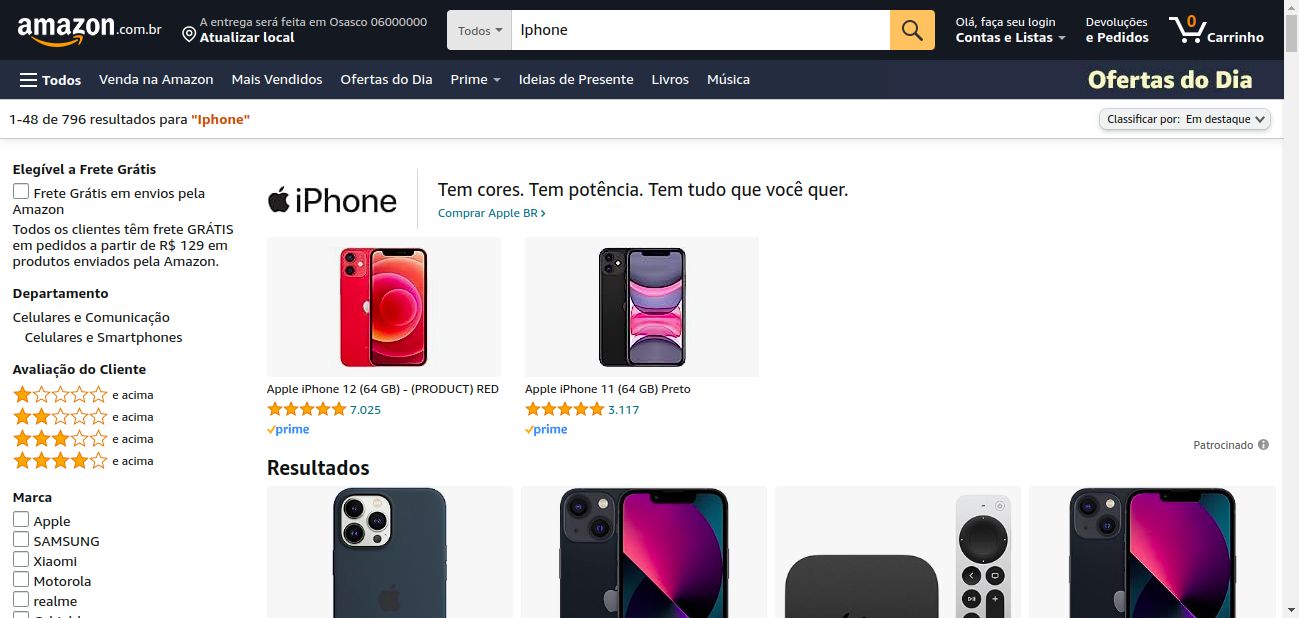 amazon.com.br
A entrega será feita em Osasco 06000000
Atualizar local
Todos
Iphone
Olá, faça seu login
Contas e Listas
Devoluções
e Pedidos
0
Carrinho
Todos
Venda na Amazon
Mais Vendidos
Ofertas do Dia
Prime
Ideias de Presente
Livros
Música
Ofertas do Dia
1-48 de 796 resultados para "Iphone"
Classificar por: Em destaque
Elegível a Frete Grátis
Frete Grátis em envios pela
Amazon
Todos os clientes têm frete GRÁTIS
em pedidos a partir de R$ 129 em
produtos enviados pela Amazon.
Departamento
Celulares e Comunicação
Celulares e Smartphones
Avaliação do Cliente
e acima
e acima
e acima
e acima
Marca
Apple
SAMSUNG
Xiaomi
Motorola
realme
iPhone
Tem cores. Tem potência. Tem tudo que você quer.
Comprar Apple BR ›
Apple iPhone 12 (64 GB) - (PRODUCT) RED
7.025
prime
Apple iPhone 11 (64 GB) Preto
3.117
prime
Patrocinado
Resultados